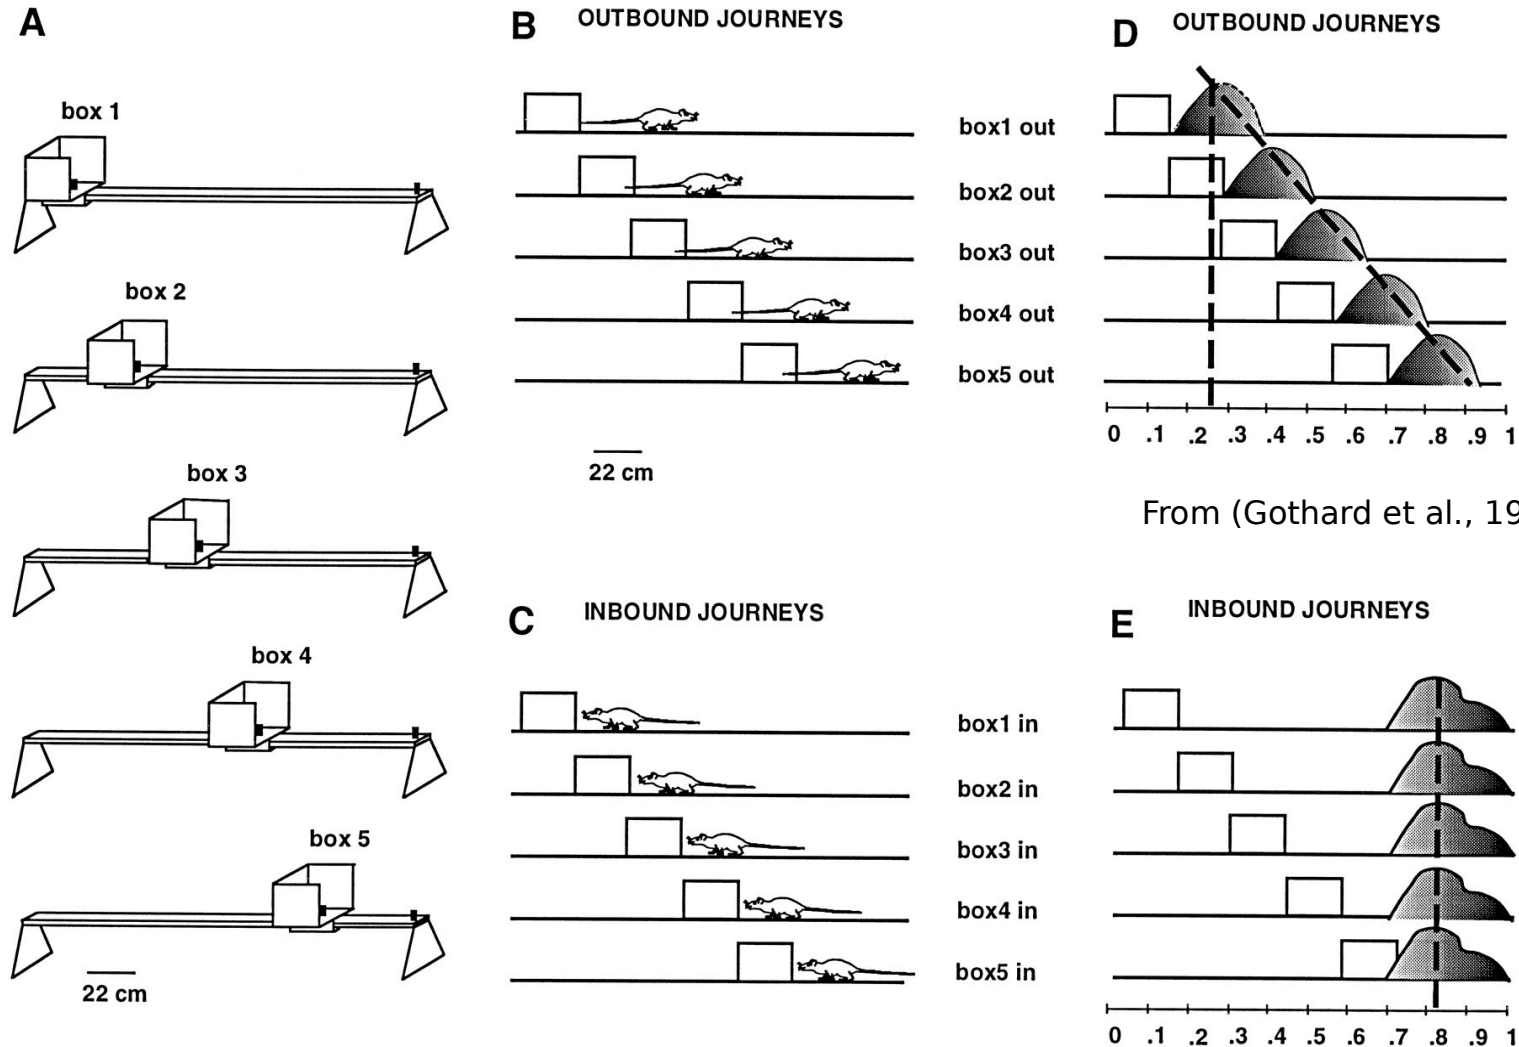 A
box 1
box 2
box 3
box 4
box 5
22 cm
B
OUTBOUND JOURNEYS
22 cm
box1 out
box2 out
box3 out
box4 out
box5 out
D
OUTBOUND JOURNEYS
0 .1 .2 .3 .4 .5 .6 .7 .8 .9 1
From (Gothard et al., 19
C
INBOUND JOURNEYS
box1 in
box2 in
box3 in
box4 in
box5 in
E
INBOUND JOURNEYS
0 .1 .2 .3 .4 .5 .6 .7 .8 .9 1